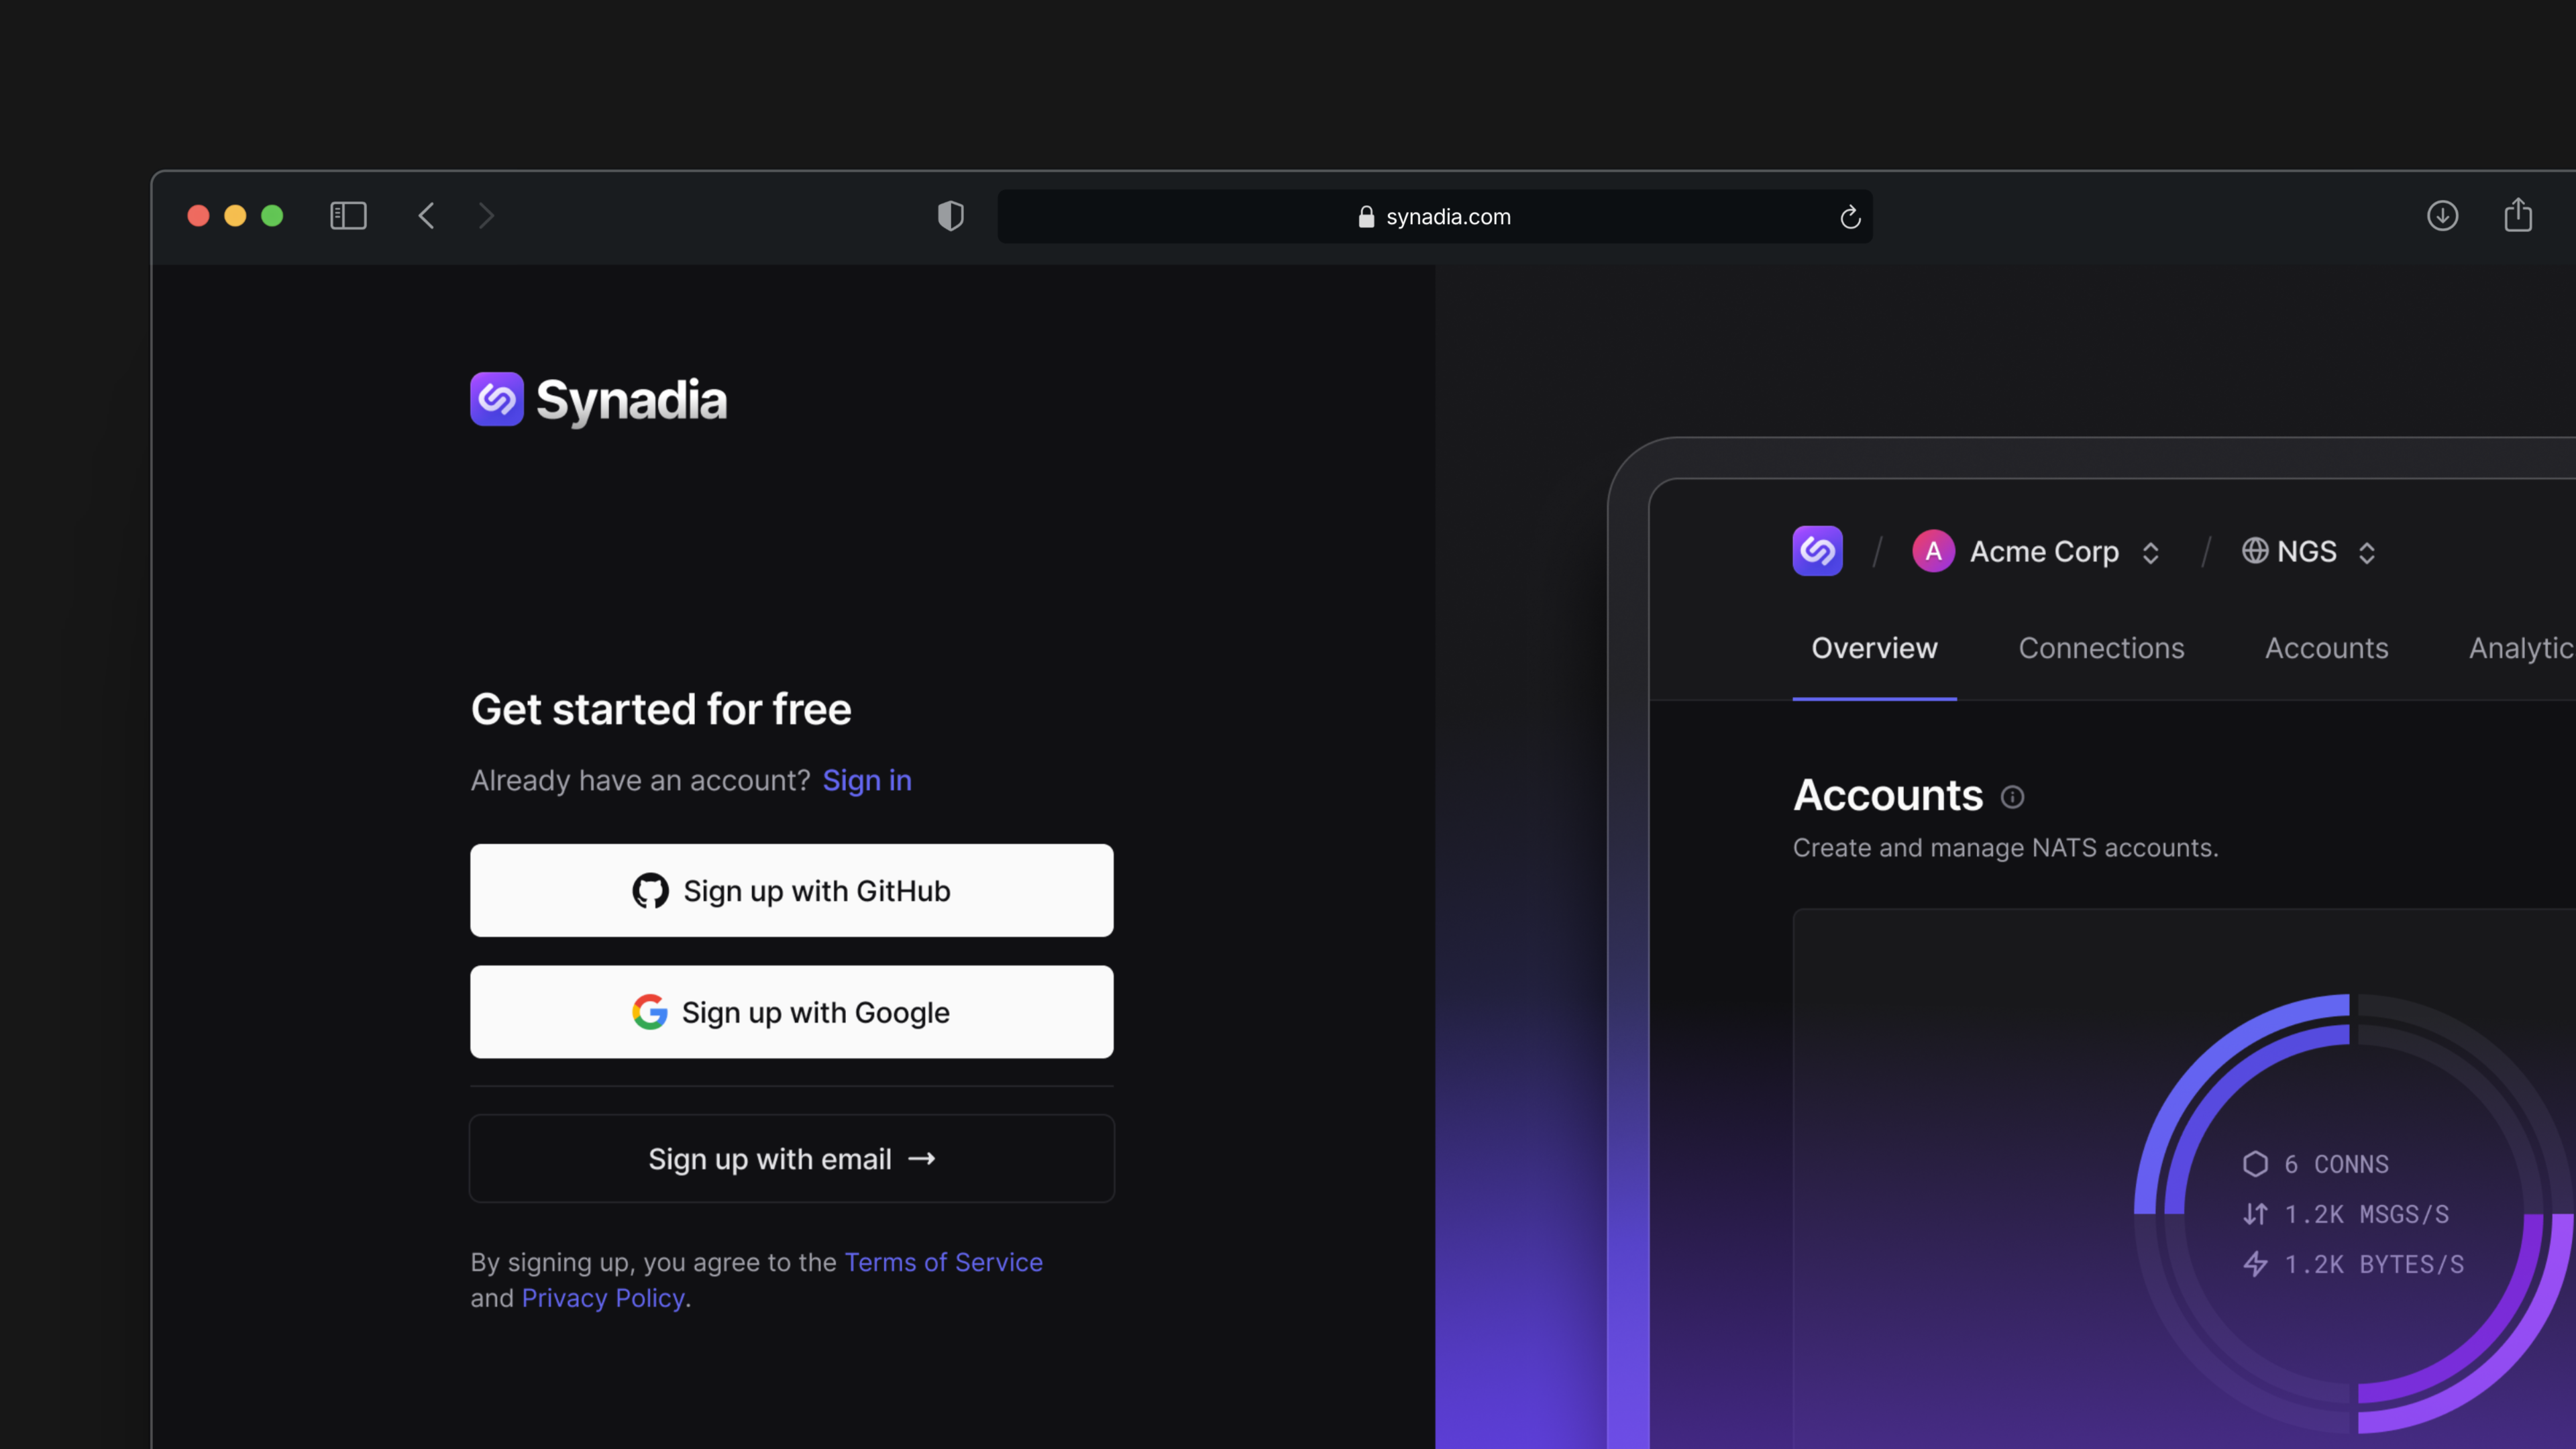 synadia.com
Synadia
Get started for free
Already have an account? Sign in
Sign up with GitHub
Sign up with Google
Sign up with email →
By signing up, you agree to the Terms of Service
and Privacy Policy.
/ A Acme Corp / NGS
Overview Connections Accounts Analytic
Accounts
Create and manage NATS accounts.
6 CONNS
1.2K MSGS/S
1.2K BYTES/S